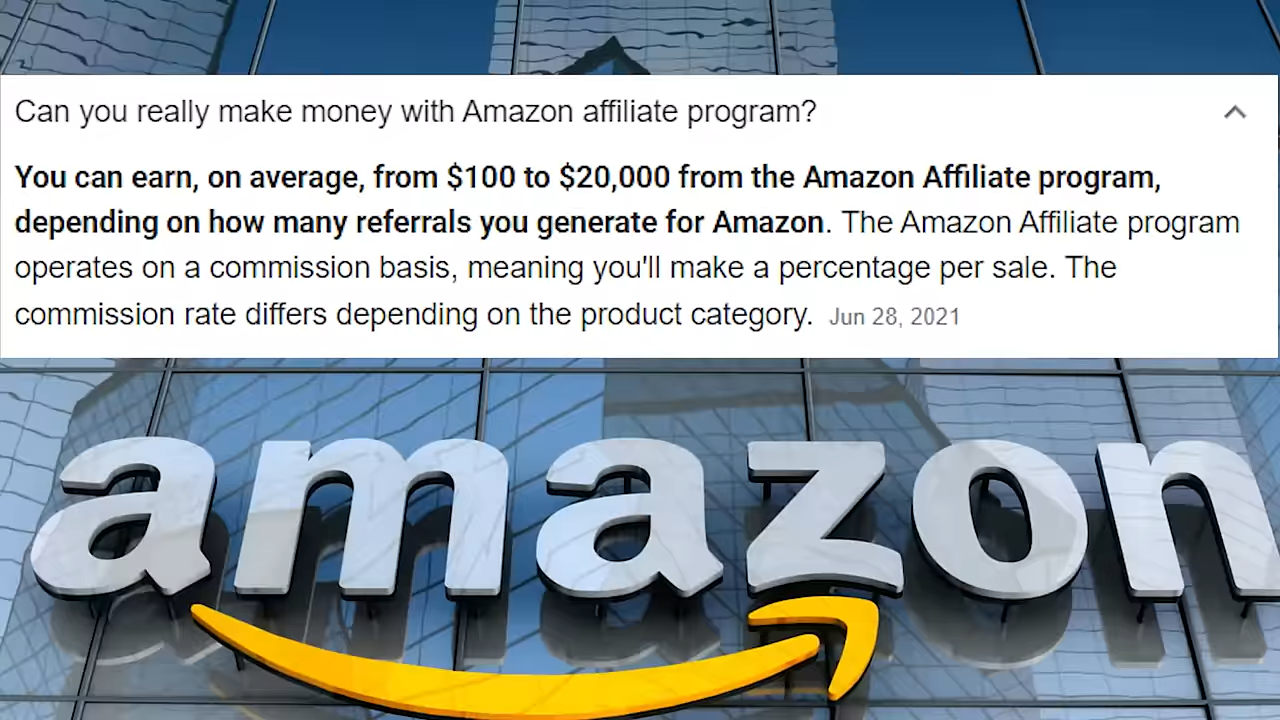 Can you really make money with Amazon affiliate program?
You can earn, on average, from $100 to $20,000 from the Amazon Affiliate program,
depending on how many referrals you generate for Amazon. The Amazon Affiliate program
operates on a commission basis, meaning you'll make a percentage per sale. The
commission rate differs depending on the product category. Jun 28, 2021
amazon